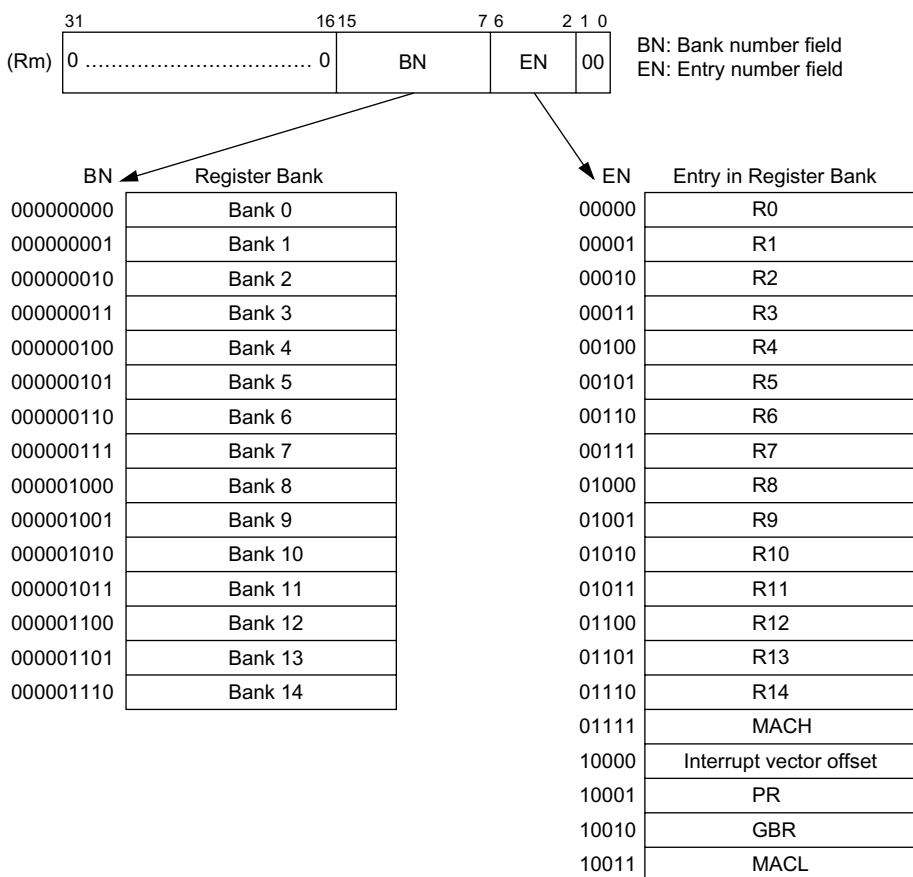 31 16 15 7 6 2 1 0
(Rm) 0 .................................... 0 BN EN 00
BN: Bank number field
EN: Entry number field
BN Register Bank
000000000 Bank 0
000000001 Bank 1
000000010 Bank 2
000000011 Bank 3
000000100 Bank 4
000000101 Bank 5
000000110 Bank 6
000000111 Bank 7
000001000 Bank 8
000001001 Bank 9
000001010 Bank 10
000001011 Bank 11
000001100 Bank 12
000001101 Bank 13
000001110 Bank 14
EN Entry in Register Bank
00000 R0
00001 R1
00010 R2
00011 R3
00100 R4
00101 R5
00110 R6
00111 R7
01000 R8
01001 R9
01010 R10
01011 R11
01100 R12
01101 R13
01110 R14
01111 MACH
10000 Interrupt vector offset
10001 PR
10010 GBR
10011 MACL